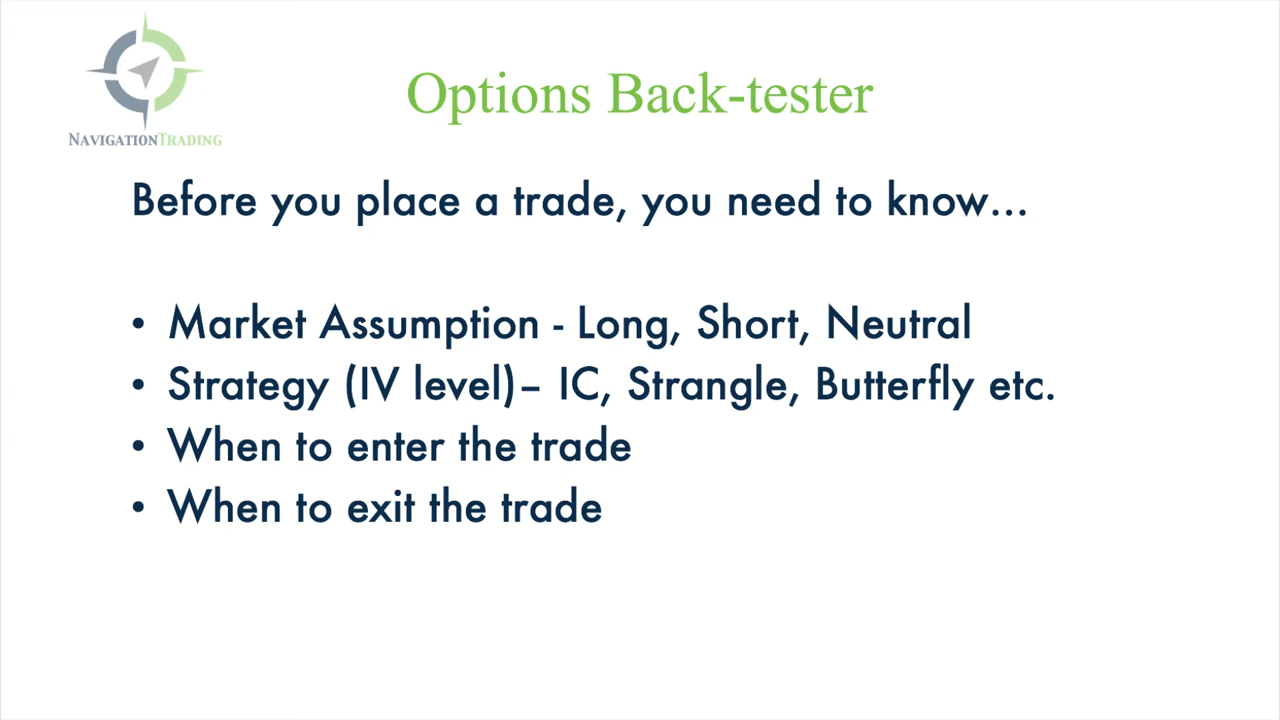 NAVIGATIONTRADING
Options Back-tester
Before you place a trade, you need to know...
• Market Assumption - Long, Short, Neutral
• Strategy (IV level)– IC, Strangle, Butterfly etc.
• When to enter the trade
• When to exit the trade